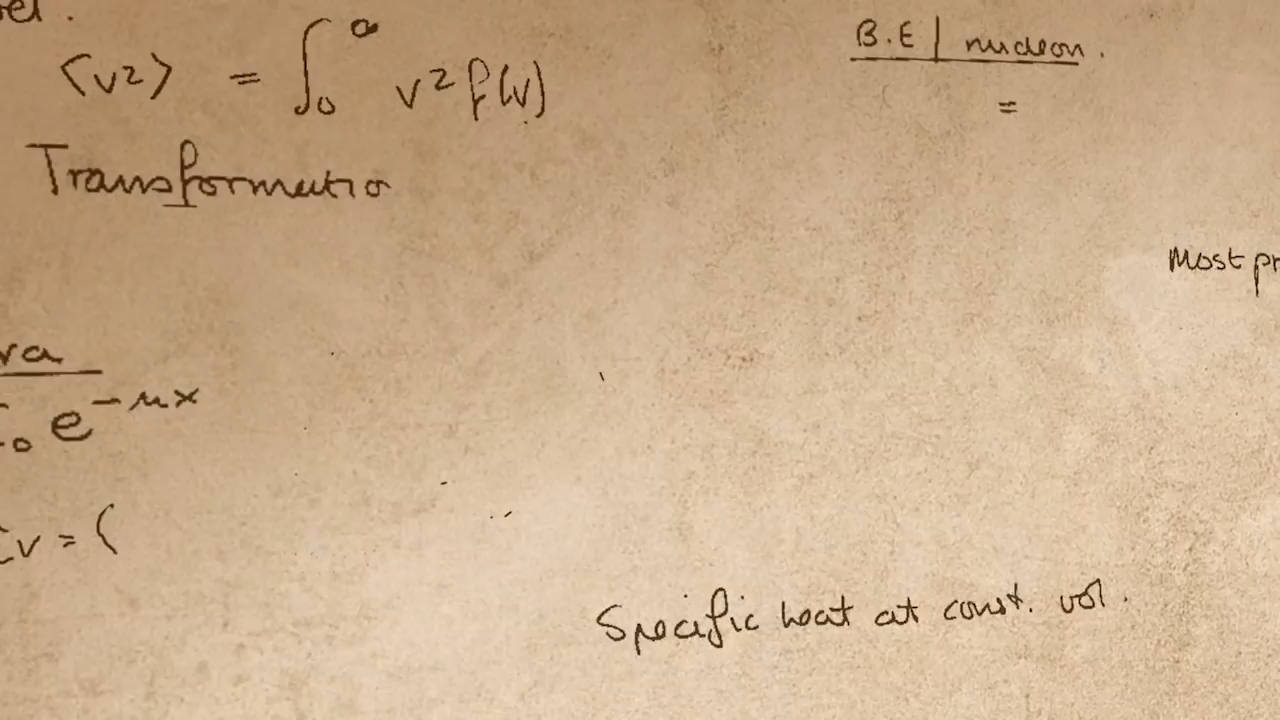 ⟨v2⟩ = ∫₀^∞ v² f(v)
B.E | nucleon.
=
Transformatio
Most pr
e^-μx
Cv = (
Specific heat at const. vol.